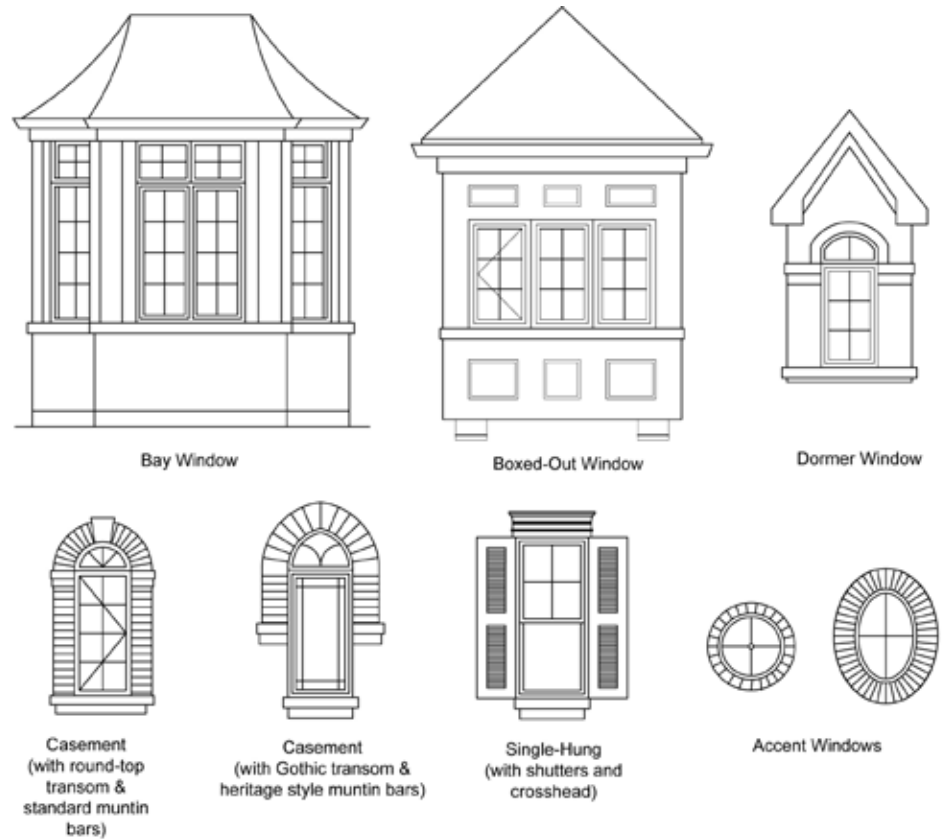 Bay Window
Boxed-Out Window
Dormer Window
Casement
(with round-top
transom &
standard muntin
bars)
Casement
(with Gothic transom &
heritage style muntin bars)
Single-Hung
(with shutters and
crosshead)
Accent Windows